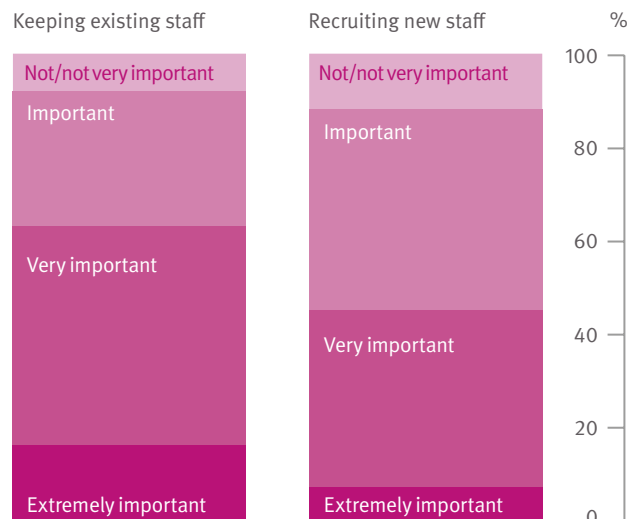 Keeping existing staff
Not/not very important
Important
Very important
Extremely important
Recruiting new staff
Not/not very important
Important
Very important
Extremely important
%
100
80
60
40
20
0